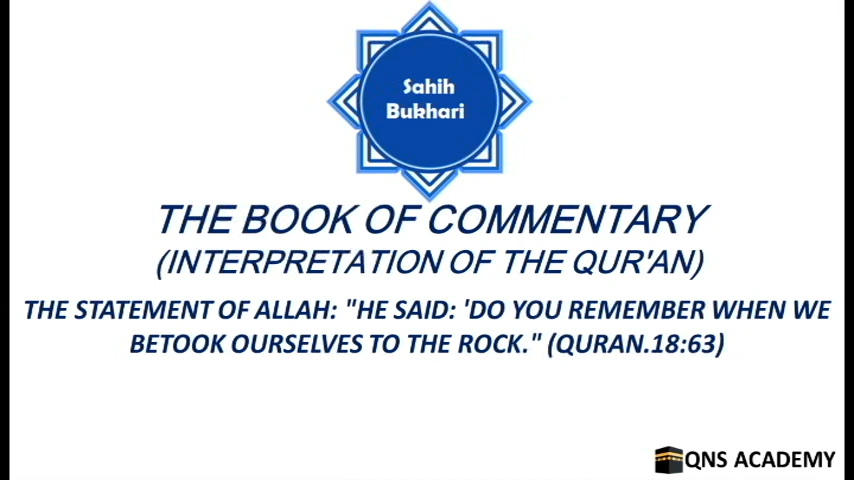 Sahih
Bukhari
THE BOOK OF COMMENTARY
(INTERPRETATION OF THE QUR'AN)
THE STATEMENT OF ALLAH: "HE SAID: 'DO YOU REMEMBER WHEN WE
BETOOK OURSELVES TO THE ROCK." (QURAN.18:63)
QNS ACADEMY